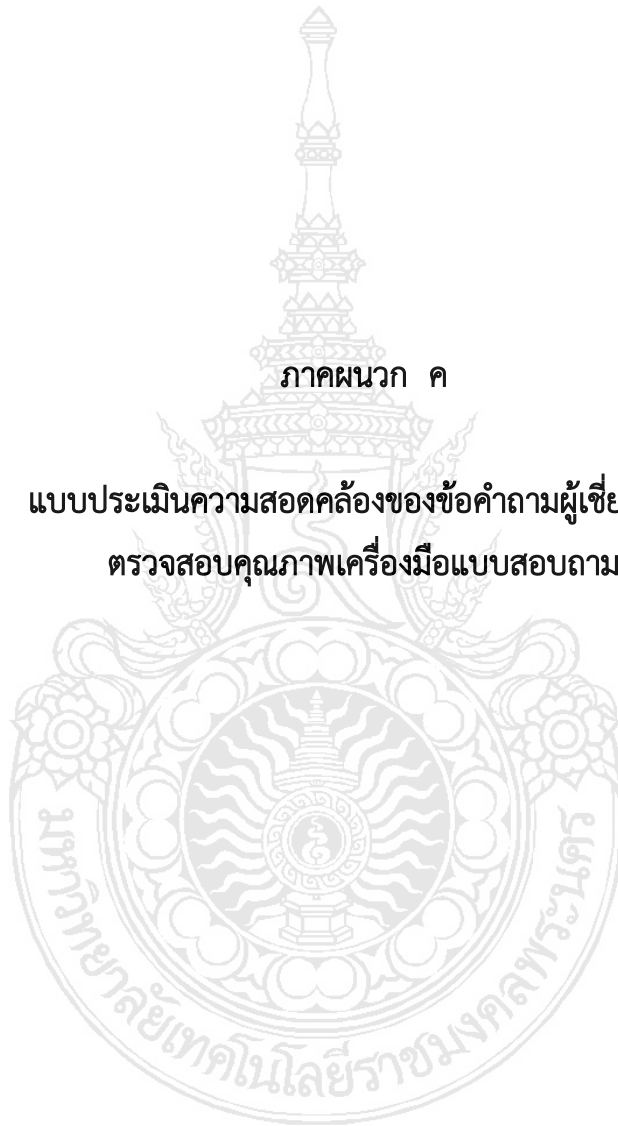 ภาคผนวก ค
แบบประเมินความสอดคล้องของข้อคำถามผู้เชี่
ตรวจสอบคุณภาพเครื่องมือแบบสอบถาม
มหาวิทยาลัยเทคโนโลยีราชมงคลพระนคร